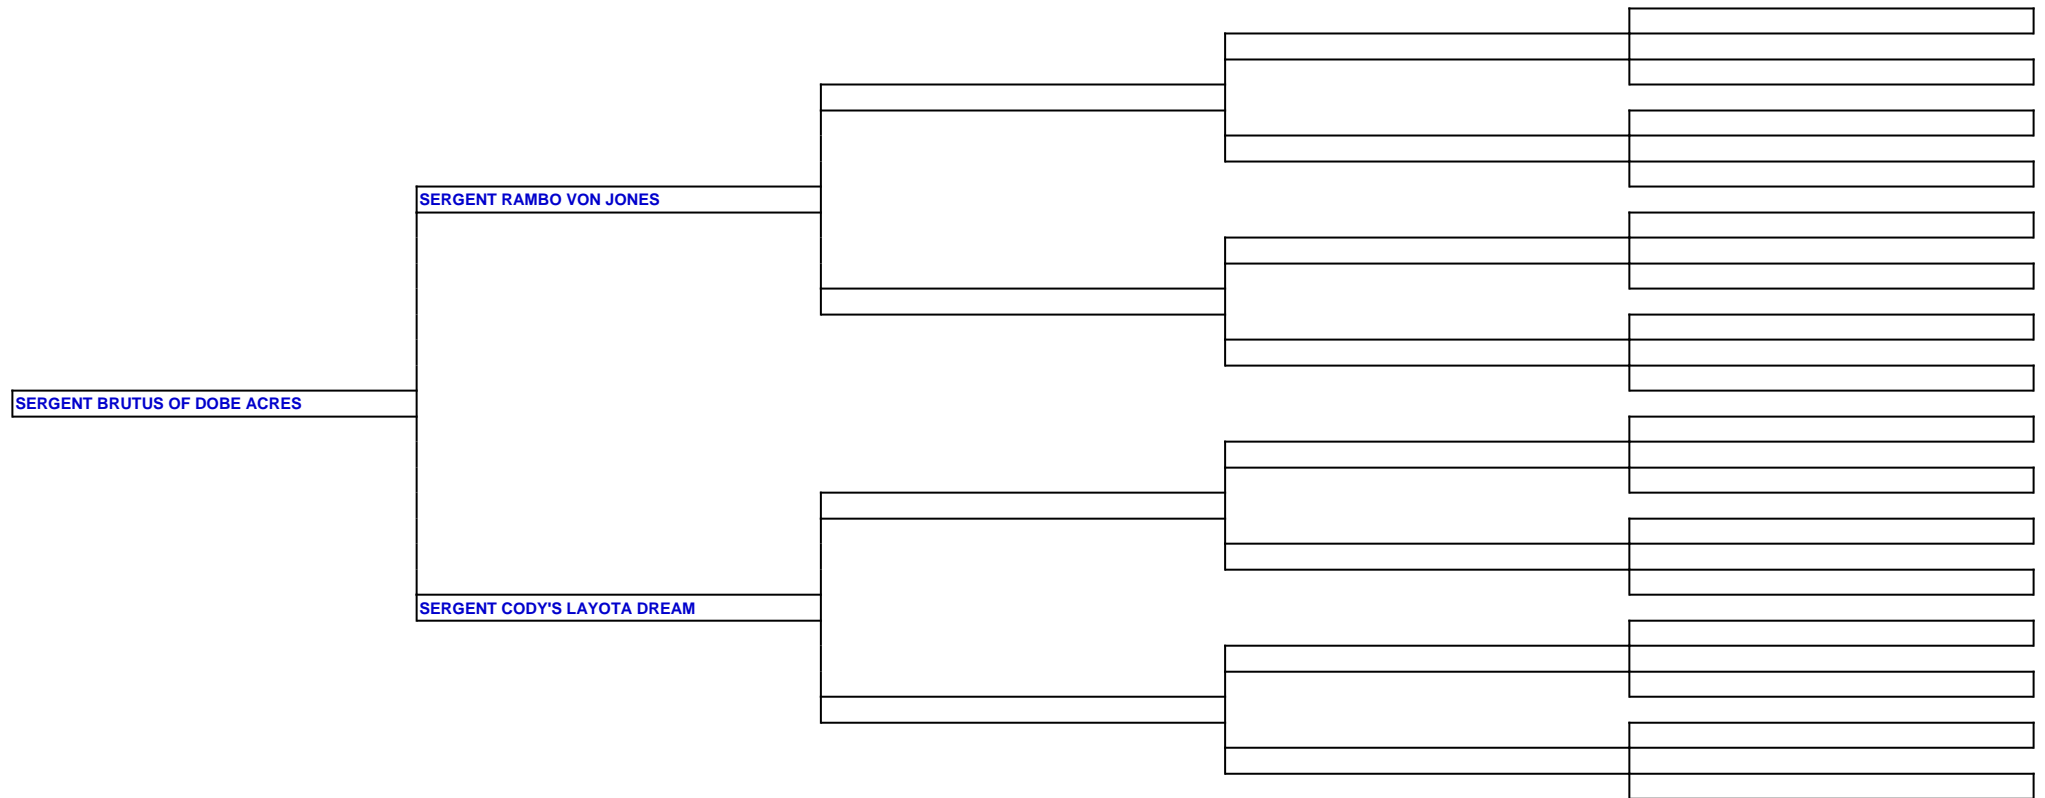 SERGENT RAMBO VON JONES
SERGENT BRUTUS OF DOBE ACRES
SERGENT CODY'S LAYOTA DREAM